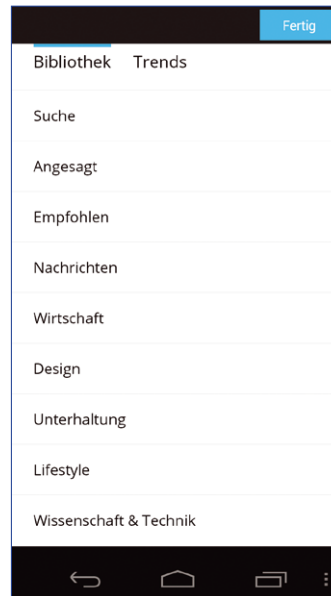 Fertig
Bibliothek Trends
Suche
Angesagt
Empfohlen
Nachrichten
Wirtschaft
Design
Unterhaltung
Lifestyle
Wissenschaft & Technik